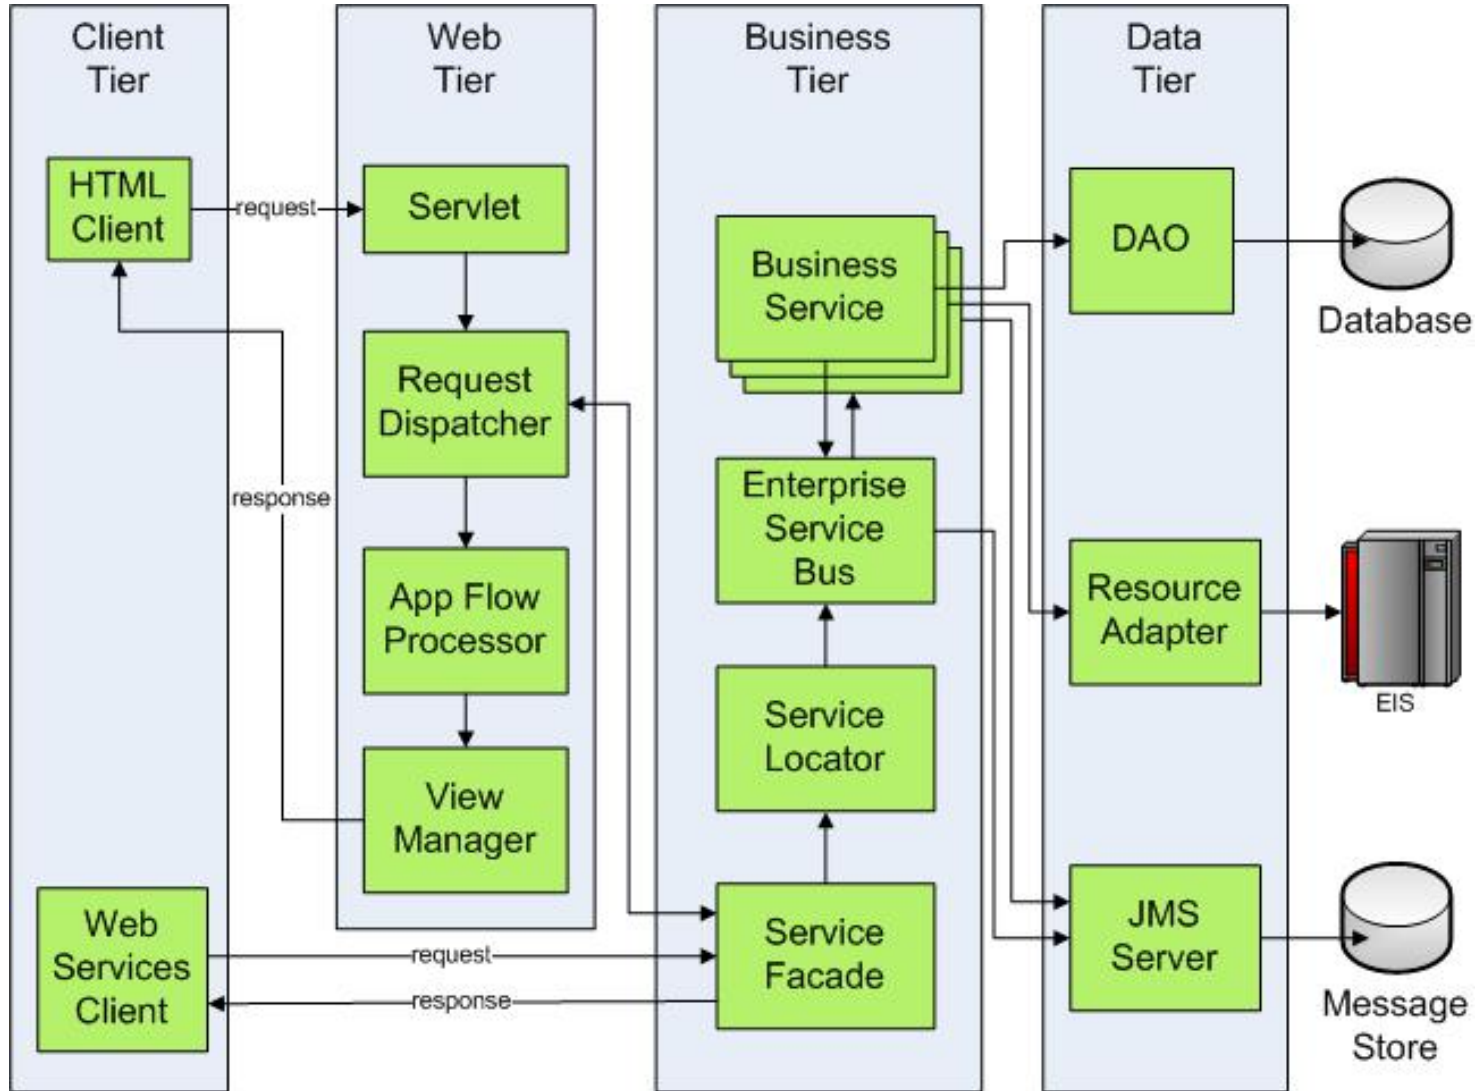 Client
Tier
Web
Tier
Business
Tier
Data
Tier
HTML
Client
request
Servlet
Business
Service
DAO
Database
Request
Dispatcher
response
Enterprise
Service
Bus
App Flow
Processor
Resource
Adapter
EIS
Service
Locator
View
Manager
Web
Services
Client
request
response
Service
Facade
JMS
Server
Message
Store